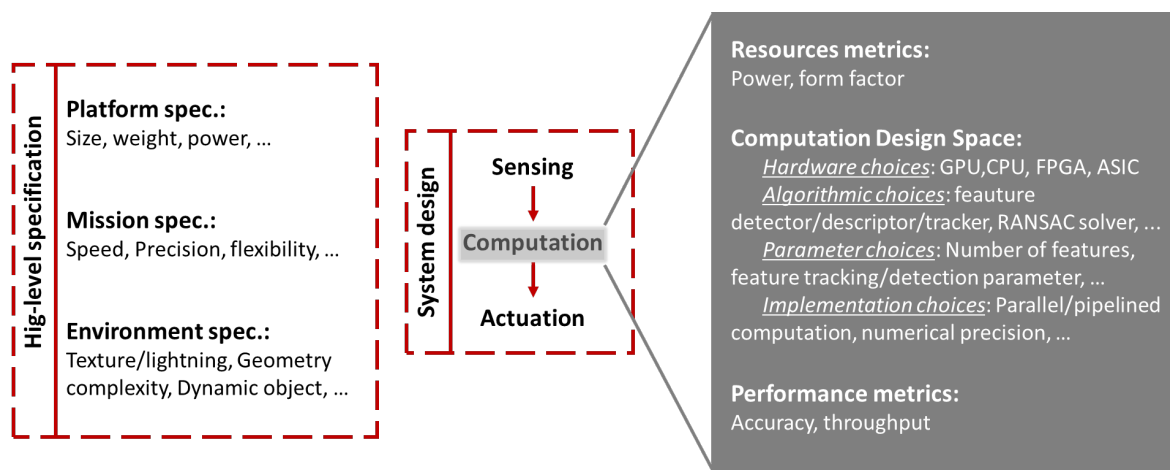 Hig-level specification
Platform spec.:
Size, weight, power, ...
Mission spec.:
Speed, Precision, flexibility, ...
Environment spec.:
Texture/lightning, Geometry
complexity, Dynamic object, ...
System design
Sensing
Computation
Actuation
Resources metrics:
Power, form factor
Computation Design Space:
Hardware choices: GPU,CPU, FPGA, ASIC
Algorithmic choices: feauture
detector/descriptor/tracker, RANSAC solver, ...
Parameter choices: Number of features,
feature tracking/detection parameter, ...
Implementation choices: Parallel/pipelined
computation, numerical precision, ...
Performance metrics:
Accuracy, throughput